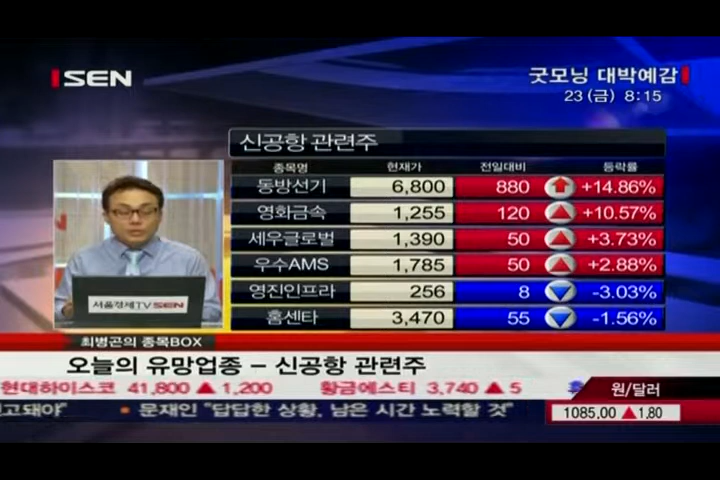 SEN
굿모닝 대박예감
23 (금) 8:15
신공항 관련주
종목명 현재가 전일대비 등락률
동방선기 6,800 880 +14.86%
영화금속 1,255 120 +10.57%
세우글로벌 1,390 50 +3.73%
우수AMS 1,785 50 +2.88%
영진인프라 256 8 -3.03%
홈센타 3,470 55 -1.56%
서울경제TV SEN
최병곤의 종목BOX
오늘의 유망업종 - 신공항 관련주
현대하이스코 41,800 ▲ 1,200 황금에스티 3,740 ▲ 5
원/달러
1085.00 ▲ 1.80
고돼야" • 문재인 "답답한 상황, 남은 시간 노력할 것"